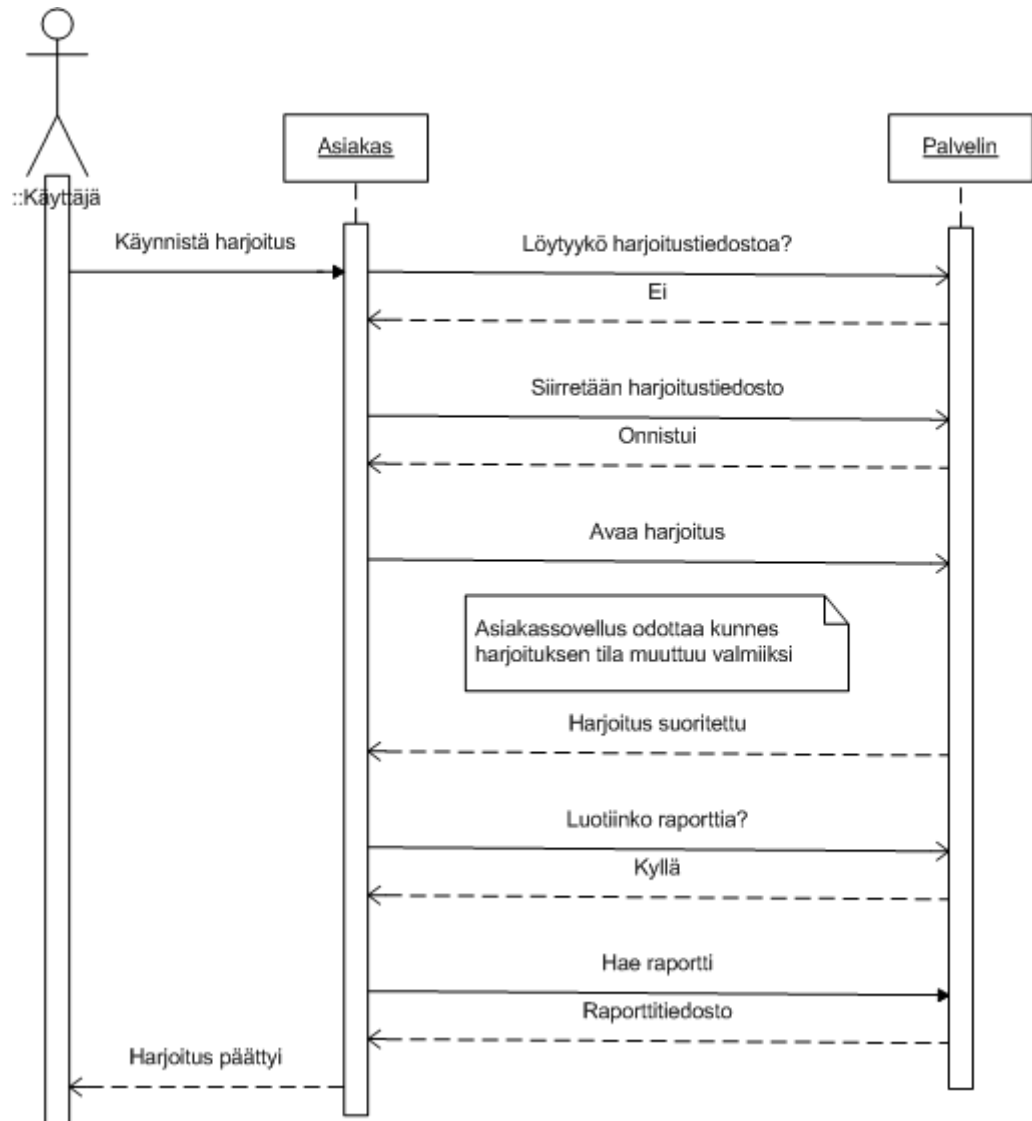 Asiakas
Palvelin
::Käyttäjä
Käynnistä harjoitus
Löytyykö harjoitustiedostoa?
Ei
Siirretään harjoitustiedosto
Onnistui
Avaa harjoitus
Asiakassovellus odottaa kunnes
harjoituksen tila muuttuu valmiiksi
Harjoitus suoritettu
Luotiinko raporttia?
Kyllä
Hae raportti
Raporttitiedosto
Harjoitus päättyi